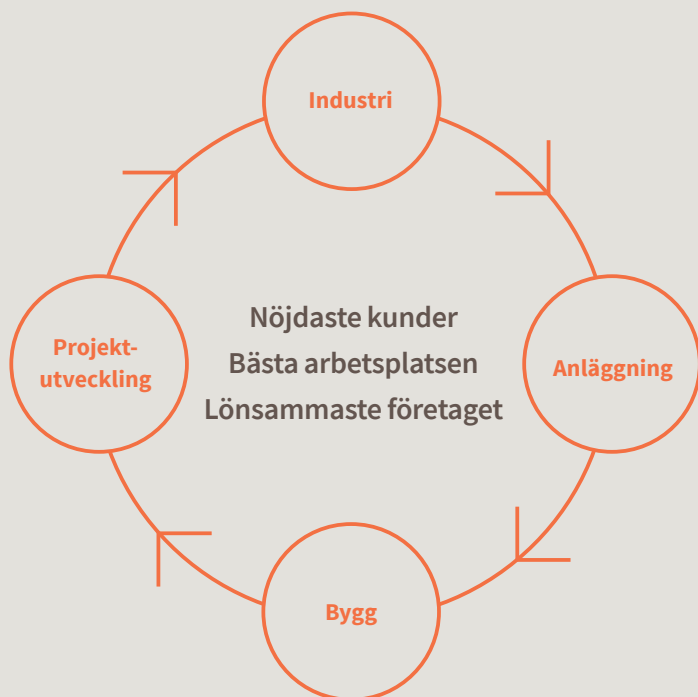 Industri
Nöjdaste kunder
Bästa arbetsplatsen
Lönsammaste företaget
Projekt-
utveckling
Anläggning
Bygg